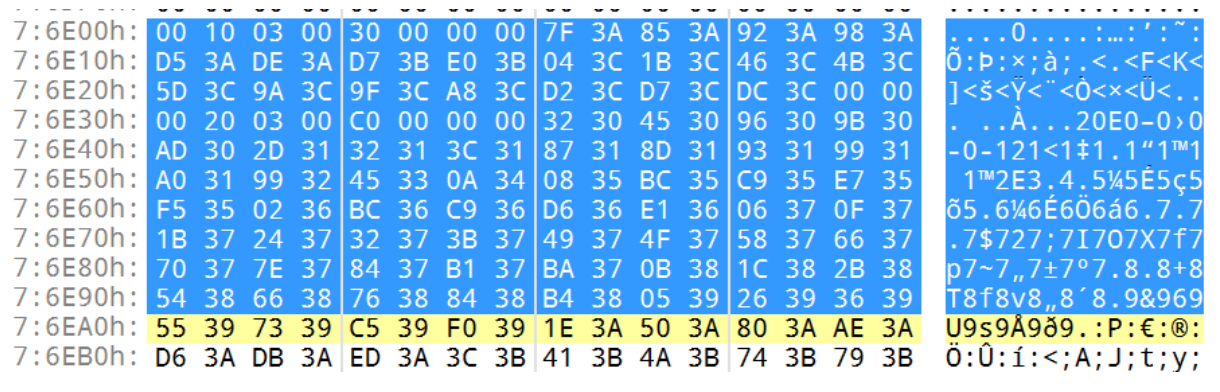 7:6E00h: 00 10 03 00 30 00 00 00 7F 3A 85 3A 92 3A 98 3A ....0....:…:’:˜:
7:6E10h: D5 3A DE 3A D7 3B E0 3B 04 3C 1B 3C 46 3C 4B 3C Õ:Þ:×;à;.<.<F<K<
7:6E20h: 5D 3C 9A 3C 9F 3C A8 3C D2 3C D7 3C DC 3C 00 00 ]<š<Ÿ<¨<Ò<×<Ü<..
7:6E30h: 00 20 03 00 C0 00 00 00 32 30 45 30 96 30 9B 30 . ..À...20E0–0›0
7:6E40h: AD 30 2D 31 32 31 3C 31 87 31 8D 31 93 31 99 31 -0-121<1‡1.1“1™1
7:6E50h: A0 31 99 32 45 33 0A 34 08 35 BC 35 C9 35 E7 35  1™2E3.4.5¼5É5ç5
7:6E60h: F5 35 02 36 BC 36 C9 36 D6 36 E1 36 06 37 0F 37 õ5.6¼6É6Ö6á6.7.7
7:6E70h: 1B 37 24 37 32 37 3B 37 49 37 4F 37 58 37 66 37 .7$727;7I7O7X7f7
7:6E80h: 70 37 7E 37 84 37 B1 37 BA 37 0B 38 1C 38 2B 38 p7~7„7±7º7.8.8+8
7:6E90h: 54 38 66 38 76 38 84 38 B4 38 05 39 26 39 36 39 T8f8v8„8´8.9&969
7:6EA0h: 55 39 73 39 C5 39 F0 39 1E 3A 50 3A 80 3A AE 3A U9s9Å9ð9.:P:€:®:
7:6EB0h: D6 3A DB 3A ED 3A 3C 3B 41 3B 4A 3B 74 3B 79 3B Ö:Û:í:<;A;J;t;y;